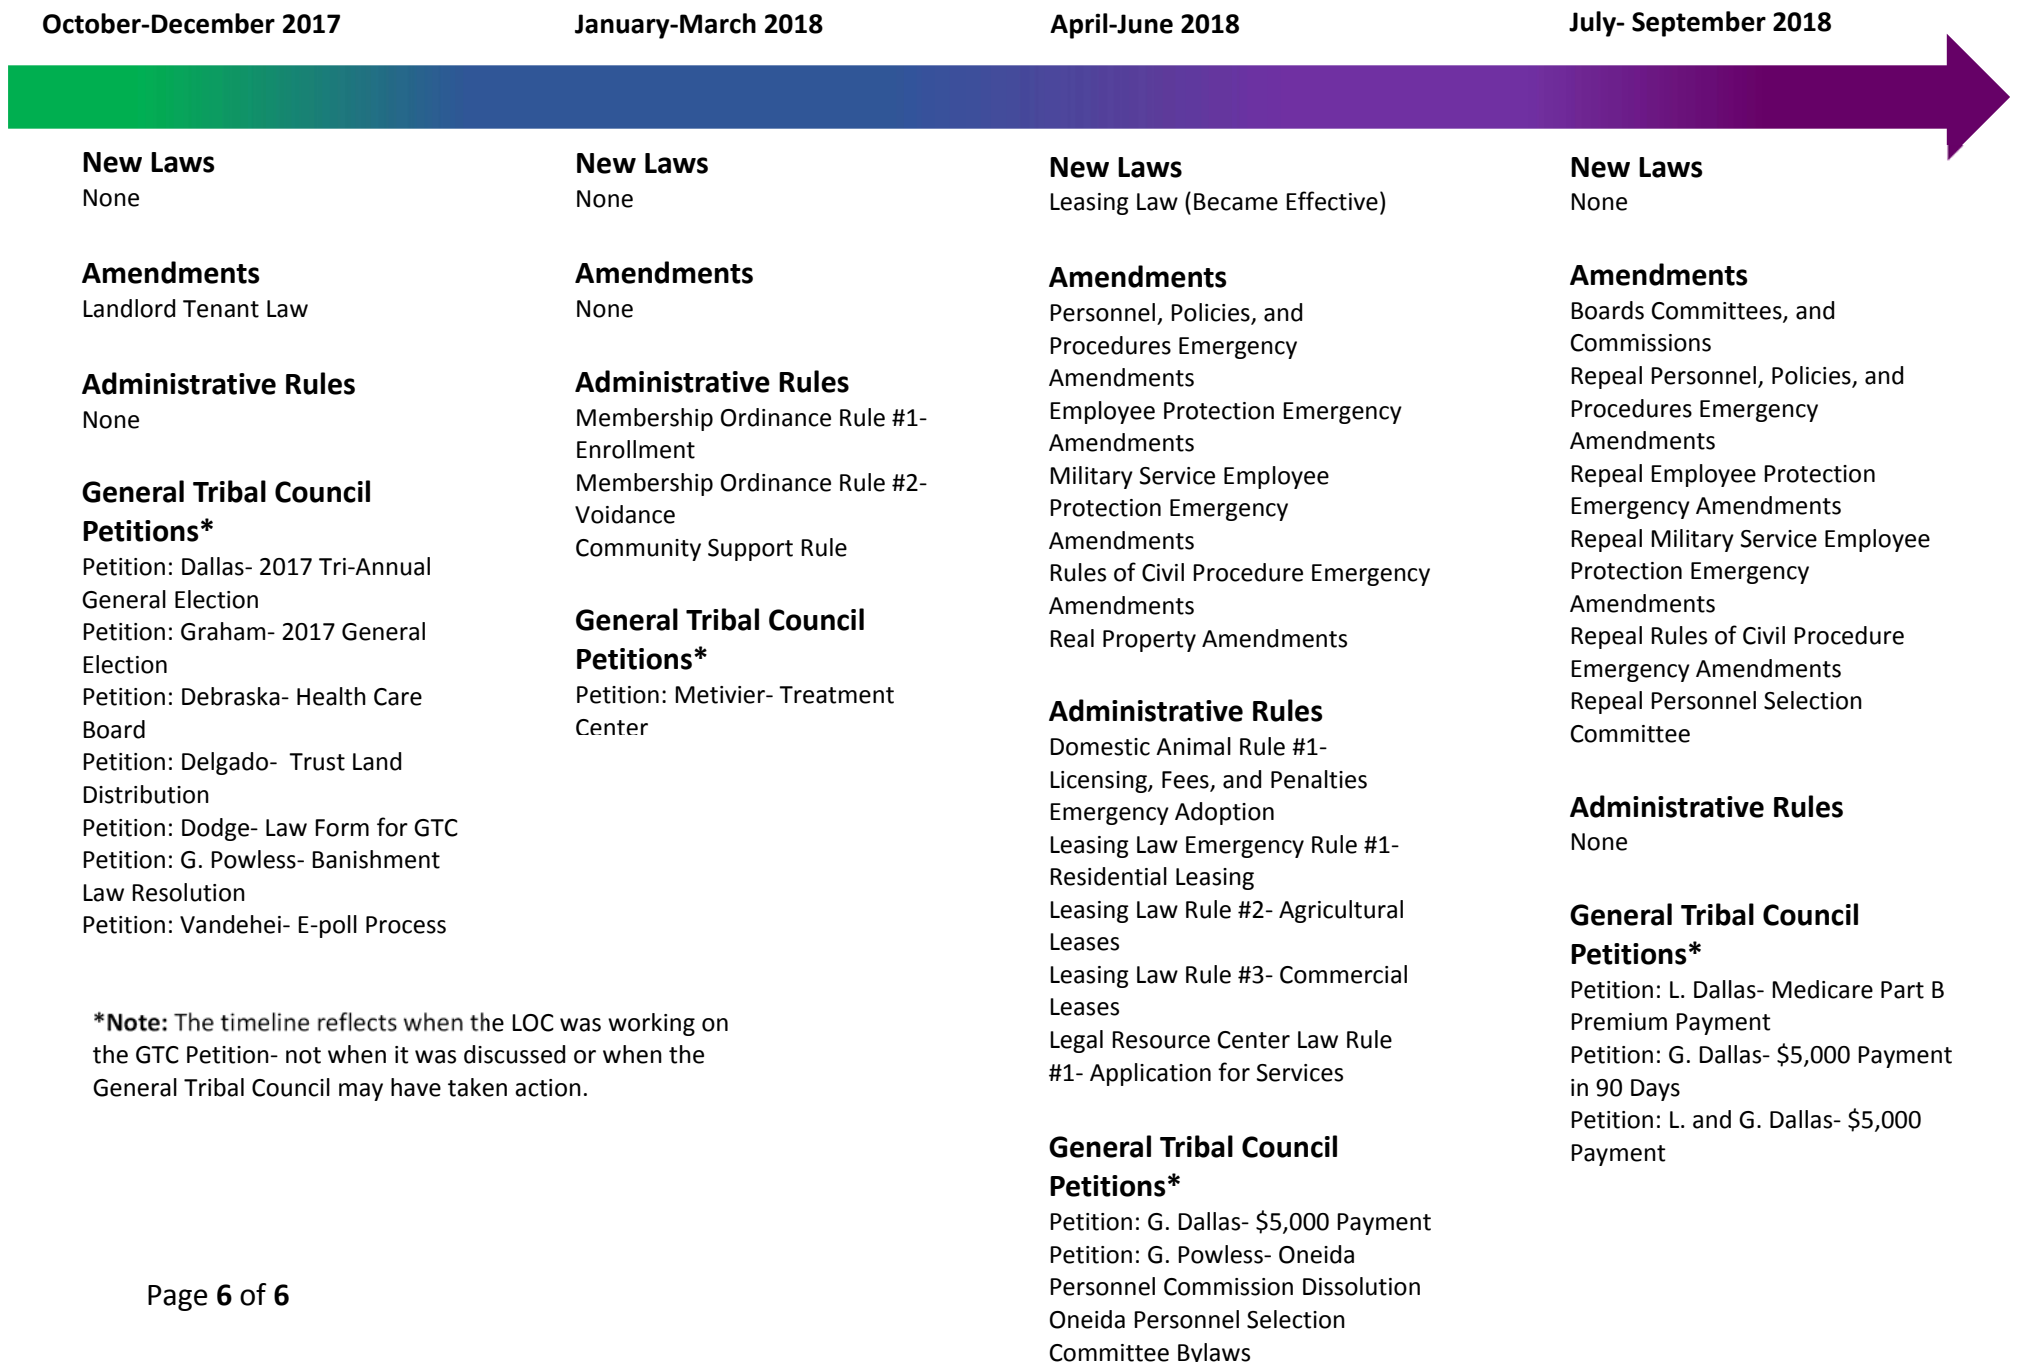 October-December 2017
January-March 2018
April-June 2018
July- September 2018
New Laws
None
Amendments
Landlord Tenant Law
Administrative Rules
None
General Tribal Council
Petitions*
Petition: Dallas- 2017 Tri-Annual
General Election
Petition: Graham- 2017 General
Election
Petition: Debraska- Health Care
Board
Petition: Delgado-  Trust Land
Distribution
Petition: Dodge- Law Form for GTC
Petition: G. Powless- Banishment
Law Resolution
Petition: Vandehei- E-poll Process
New Laws
None
Amendments
None
Administrative Rules
Membership Ordinance Rule #1-
Enrollment
Membership Ordinance Rule #2-
Voidance
Community Support Rule
General Tribal Council
Petitions*
Petition: Metivier- Treatment
Center
New Laws
Leasing Law (Became Effective)
Amendments
Personnel, Policies, and
Procedures Emergency
Amendments
Employee Protection Emergency
Amendments
Military Service Employee
Protection Emergency
Amendments
Rules of Civil Procedure Emergency
Amendments
Real Property Amendments
Administrative Rules
Domestic Animal Rule #1-
Licensing, Fees, and Penalties
Emergency Adoption
Leasing Law Emergency Rule #1-
Residential Leasing
Leasing Law Rule #2- Agricultural
Leases
Leasing Law Rule #3- Commercial
Leases
Legal Resource Center Law Rule
#1- Application for Services
General Tribal Council
Petitions*
Petition: G. Dallas- $5,000 Payment
Petition: G. Powless- Oneida
Personnel Commission Dissolution
Oneida Personnel Selection
Committee Bylaws
New Laws
None
Amendments
Boards Committees, and
Commissions
Repeal Personnel, Policies, and
Procedures Emergency
Amendments
Repeal Employee Protection
Emergency Amendments
Repeal Military Service Employee
Protection Emergency
Amendments
Repeal Rules of Civil Procedure
Emergency Amendments
Repeal Personnel Selection
Committee
Administrative Rules
None
General Tribal Council
Petitions*
Petition: L. Dallas- Medicare Part B
Premium Payment
Petition: G. Dallas- $5,000 Payment
in 90 Days
Petition: L. and G. Dallas- $5,000
Payment
*Note: The timeline reflects when the LOC was working on
the GTC Petition- not when it was discussed or when the
General Tribal Council may have taken action.
Page 6 of 6